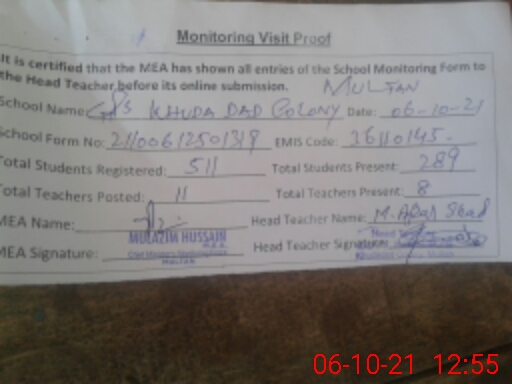 Monitoring Visit Proof
It is certified that the MEA has shown all entries of the School Monitoring Form to
the Head Teacher before its online submission. MULTAN
School Name: GPS KHUDA DAD COLONY Date: 06-10-21
School Form No: 21100612501319 EMIS Code: 36110145-
Total Students Registered: 511 Total Students Present: 289
Total Teachers Posted: 11 Total Teachers Present: 8
MEA Name: Head Teacher Name: M.
MEA Signature: MULAZIM HUSSAIN Head Teacher Signature:
M.E.A
MULTAN
06-10-21 12:55